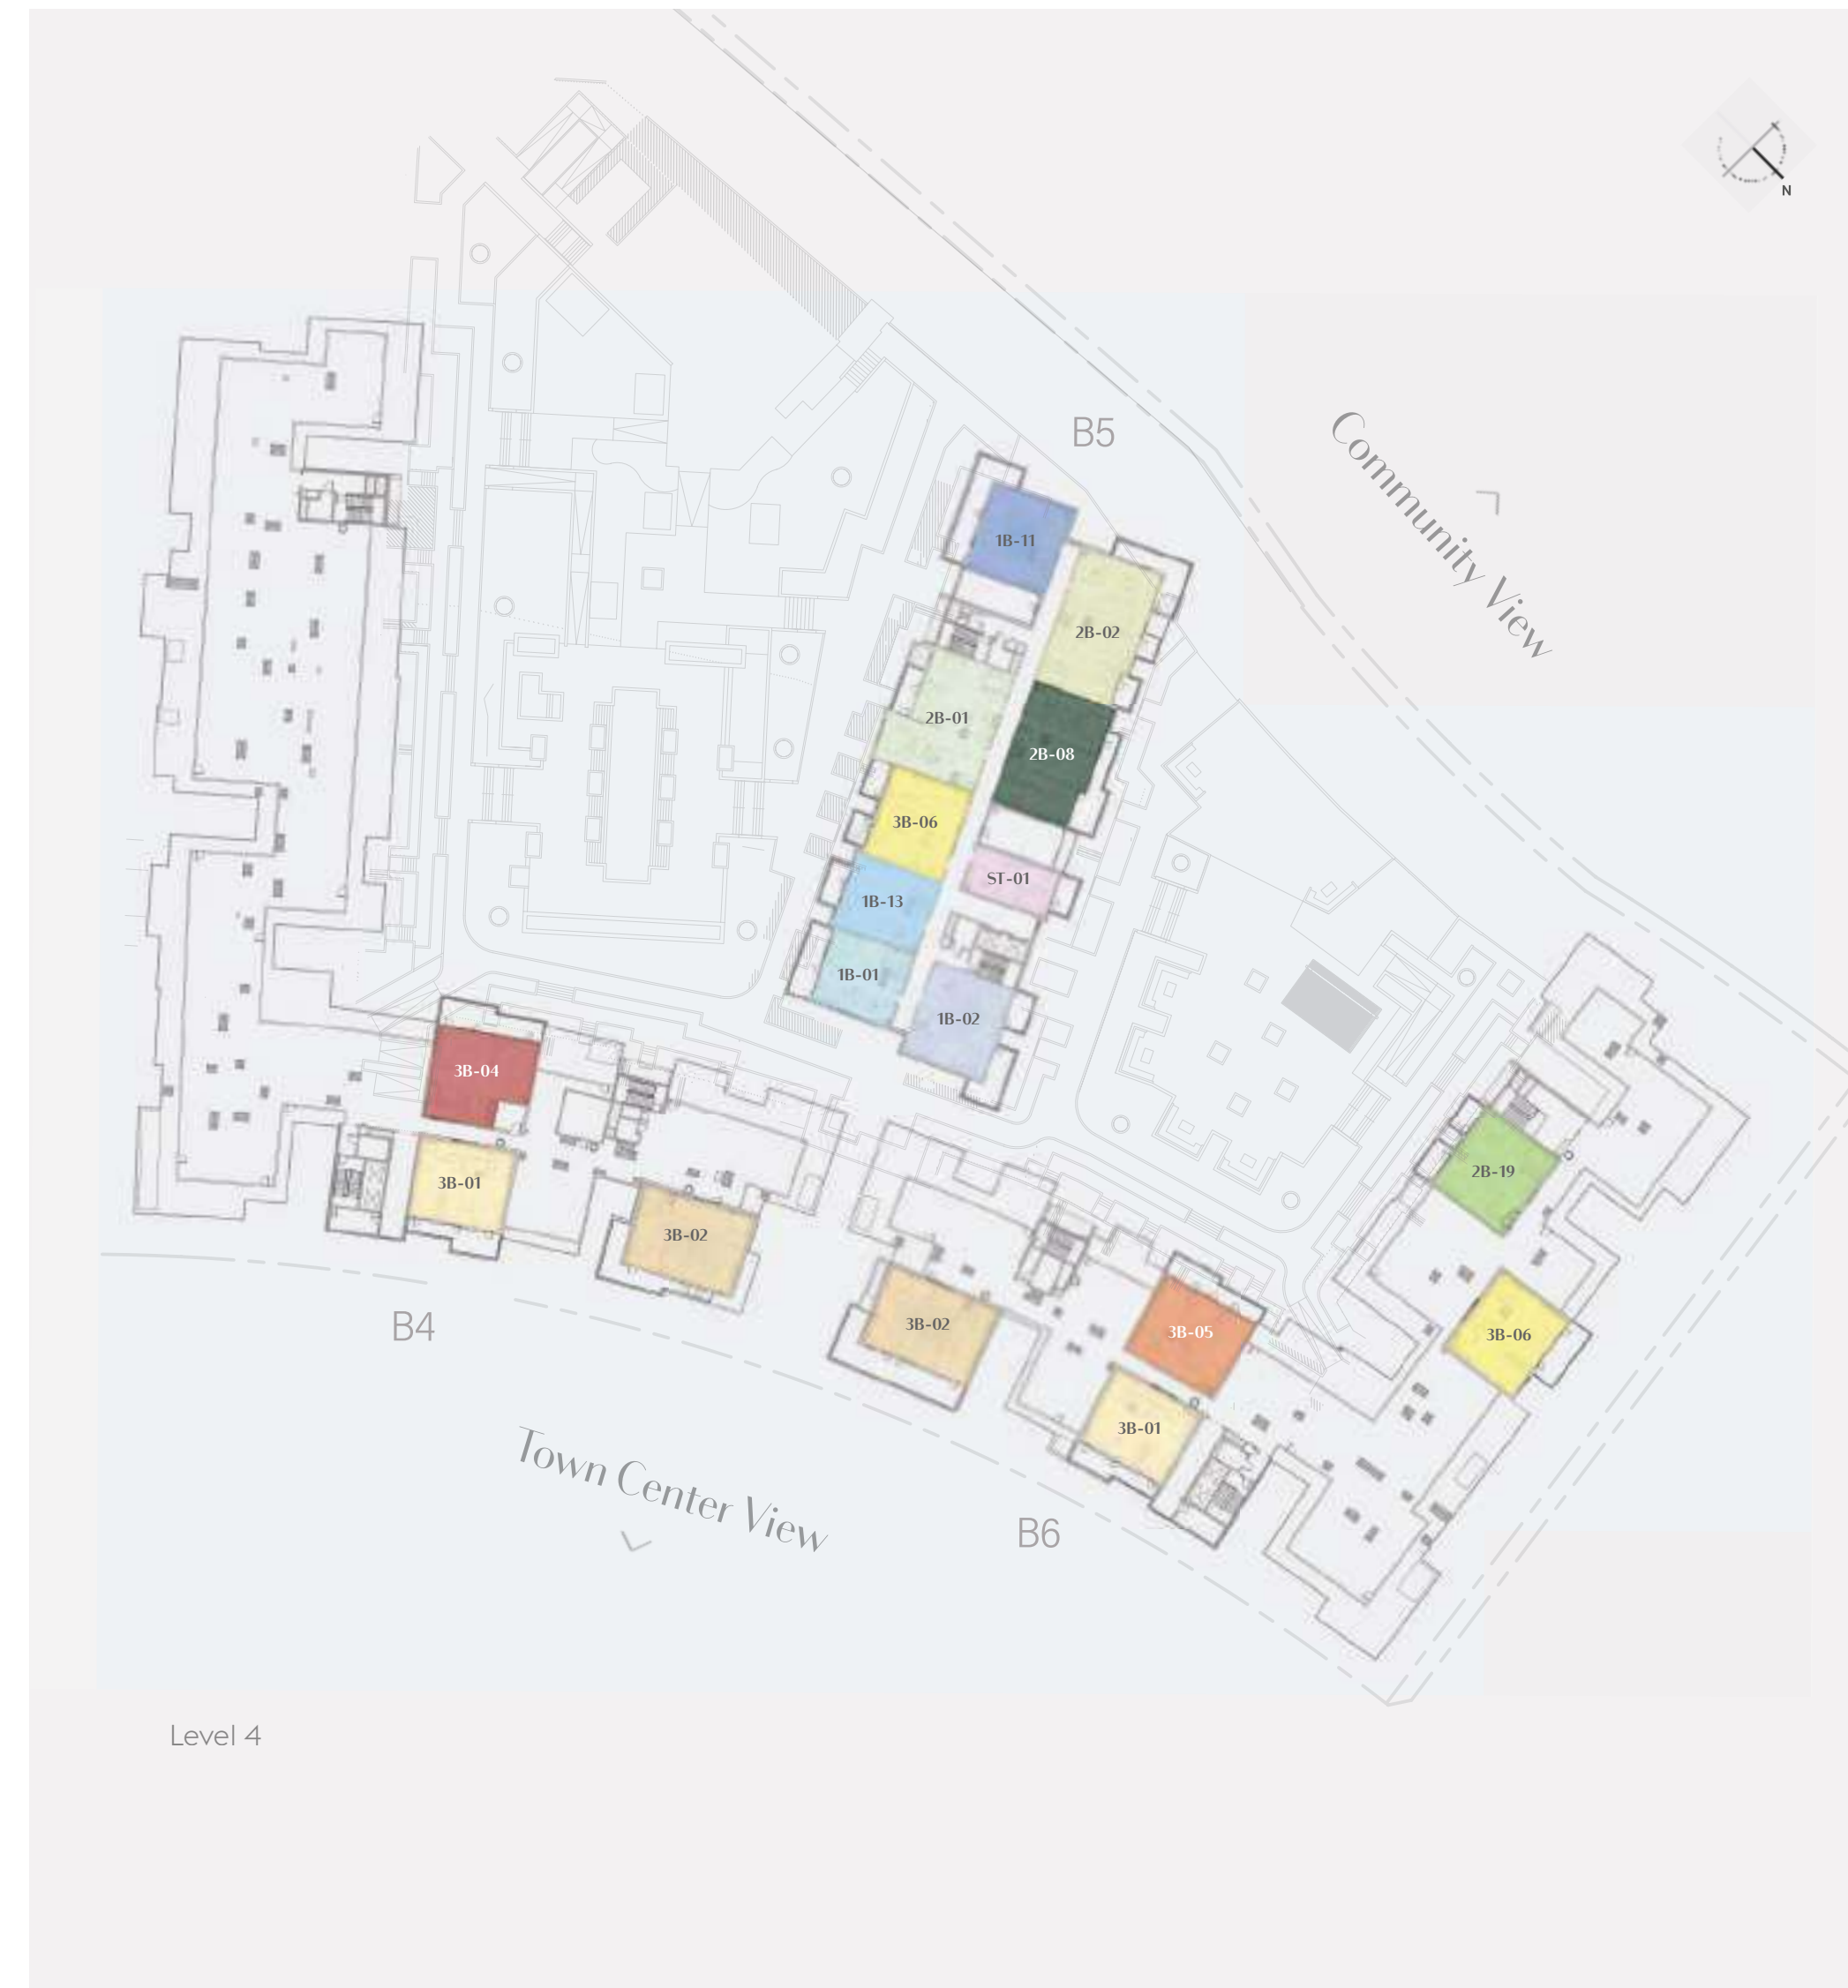 N
B5
Community View
1B-11
2B-02
2B-01
2B-08
3B-06
ST-01
1B-13
1B-01
1B-02
3B-04
3B-01
3B-02
2B-19
3B-02
3B-05
3B-06
3B-01
B4
Town Center View
B6
Level 4